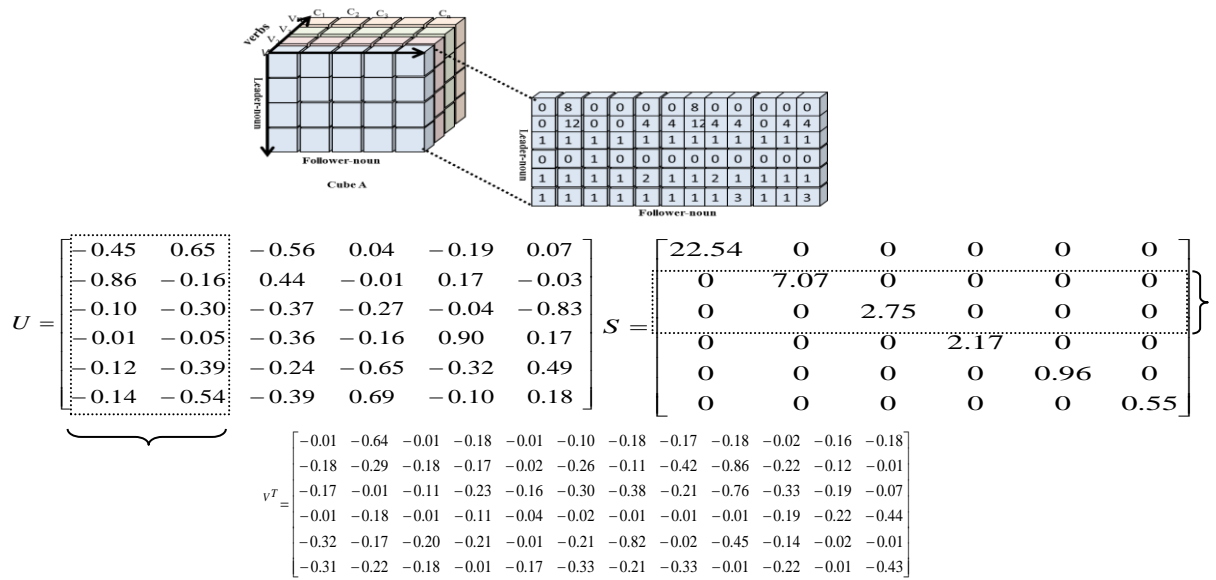 C₁ C₂ C₃ Cₙ
verbs
Leader-noun
Follower-noun
Cube A
0 8 0 0 0 0 8 0 0 0 0 0
0 12 0 0 4 4 12 4 4 0 4 4
1 1 1 1 1 1 1 1 1 1 1 1
0 0 1 0 0 0 0 0 0 0 0 0
1 1 1 1 2 1 1 2 1 1 1 1
1 1 1 1 1 1 1 1 3 1 1 3
Leader-noun
Follower-noun
U =
−0.45 0.65 −0.56 0.04 −0.19 0.07
−0.86 −0.16 0.44 −0.01 0.17 −0.03
−0.10 −0.30 −0.37 −0.27 −0.04 −0.83
−0.01 −0.05 −0.36 −0.16 0.90 0.17
−0.12 −0.39 −0.24 −0.65 −0.32 0.49
−0.14 −0.54 −0.39 0.69 −0.10 0.18
S =
22.54 0 0 0 0 0
0 7.07 0 0 0 0
0 0 2.75 0 0 0
0 0 0 2.17 0 0
0 0 0 0 0.96 0
0 0 0 0 0 0.55
Vᵀ =
−0.01 −0.64 −0.01 −0.18 −0.01 −0.10 −0.18 −0.17 −0.18 −0.02 −0.16 −0.18
−0.18 −0.29 −0.18 −0.17 −0.02 −0.26 −0.11 −0.42 −0.86 −0.22 −0.12 −0.01
−0.17 −0.01 −0.11 −0.23 −0.16 −0.30 −0.38 −0.21 −0.76 −0.33 −0.19 −0.07
−0.01 −0.18 −0.01 −0.11 −0.04 −0.02 −0.01 −0.01 −0.01 −0.19 −0.22 −0.44
−0.32 −0.17 −0.20 −0.21 −0.01 −0.21 −0.82 −0.02 −0.45 −0.14 −0.02 −0.01
−0.31 −0.22 −0.18 −0.01 −0.17 −0.33 −0.21 −0.33 −0.01 −0.22 −0.01 −0.43